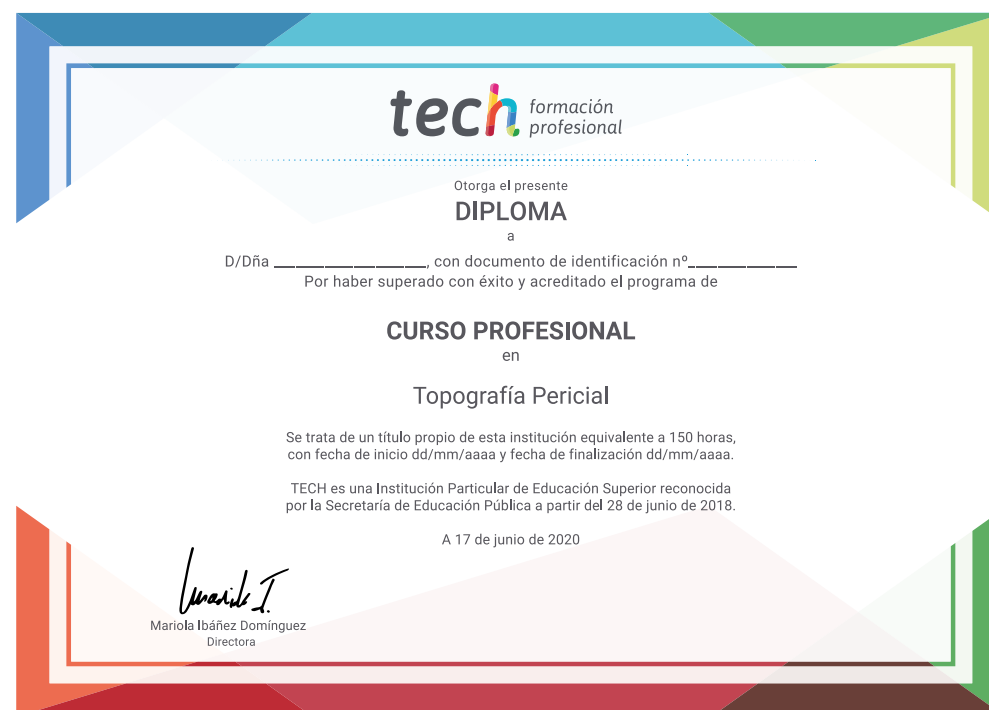 tech formación
profesional
Otorga el presente
DIPLOMA
a
D/Dña ______________, con documento de identificación nº__________
Por haber superado con éxito y acreditado el programa de
CURSO PROFESIONAL
en
Topografía Pericial
Se trata de un título propio de esta institución equivalente a 150 horas,
con fecha de inicio dd/mm/aaaa y fecha de finalización dd/mm/aaaa.
TECH es una Institución Particular de Educación Superior reconocida
por la Secretaría de Educación Pública a partir del 28 de junio de 2018.
A 17 de junio de 2020
Mariola Ibáñez Domínguez
Directora